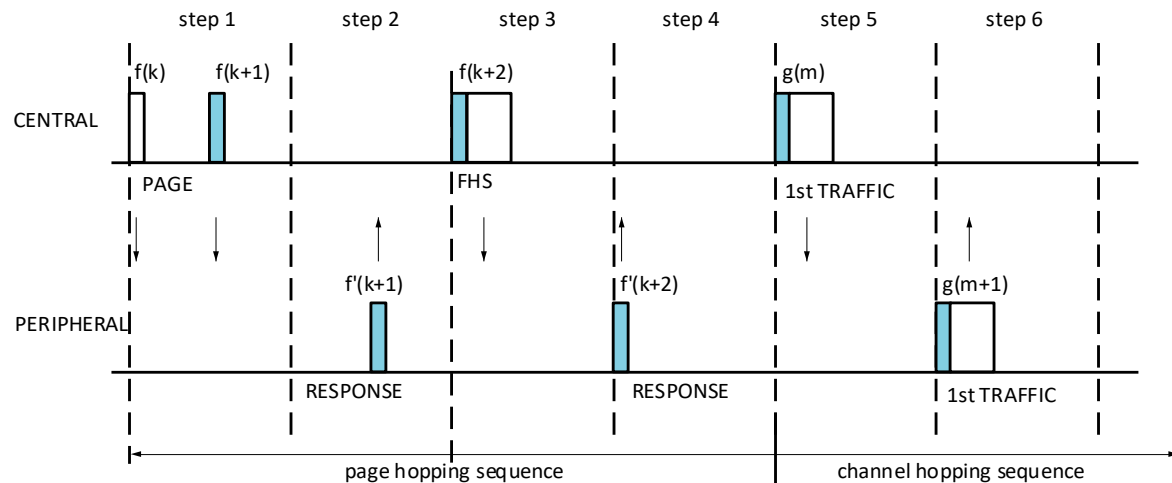 step 1 step 2 step 3 step 4 step 5 step 6
f(k) f(k+1) f(k+2) g(m)
CENTRAL
PAGE FHS 1st TRAFFIC
f'(k+1) f'(k+2) g(m+1)
PERIPHERAL
RESPONSE RESPONSE 1st TRAFFIC
page hopping sequence channel hopping sequence